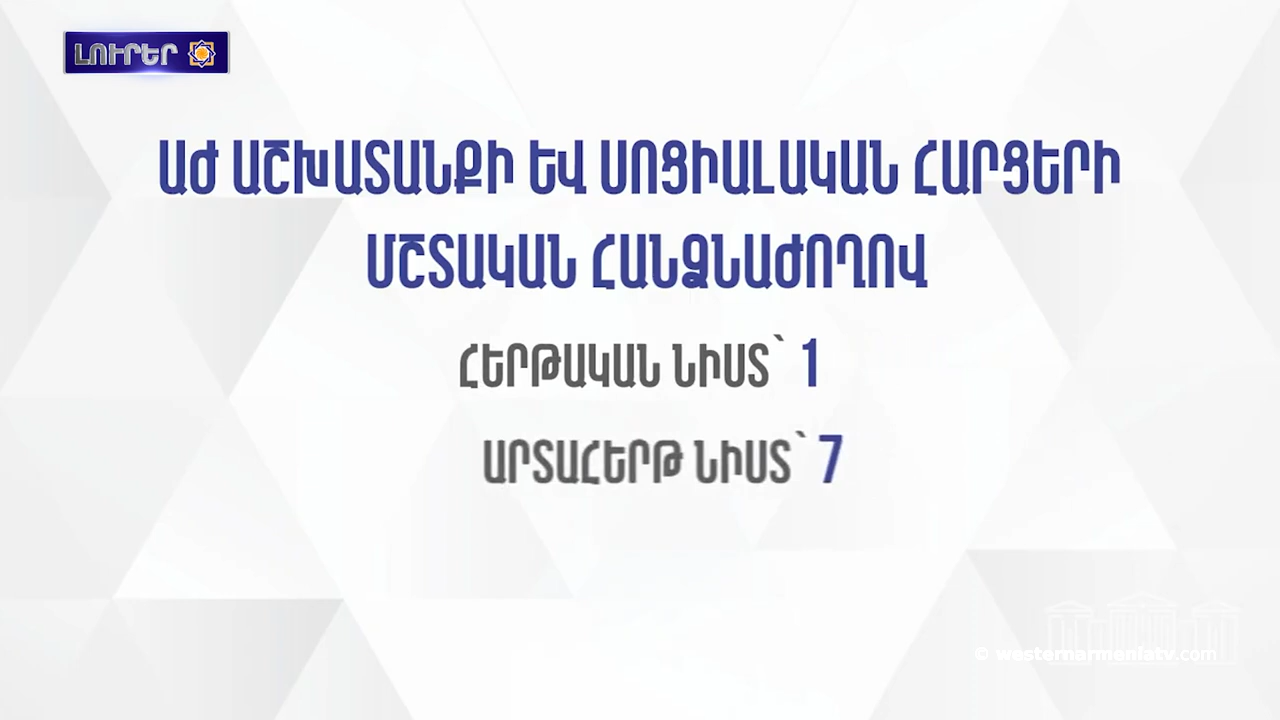 ԼՈՒՐԵՐ
ԱԺ ԱՇԽԱՏԱՆՔԻ ԵՎ ՍՈՑԻԱԼԱԿԱՆ ՀԱՐՑԵՐԻ
ՄՇՏԱԿԱՆ ՀԱՆՁՆԱԺՈՂՈՎ
ՀԵՐԹԱԿԱՆ ՆԻՍՏ՝ 1
ԱՐՏԱՀԵՐԹ ՆԻՍՏ՝ 7
© westernarmeniatv.com